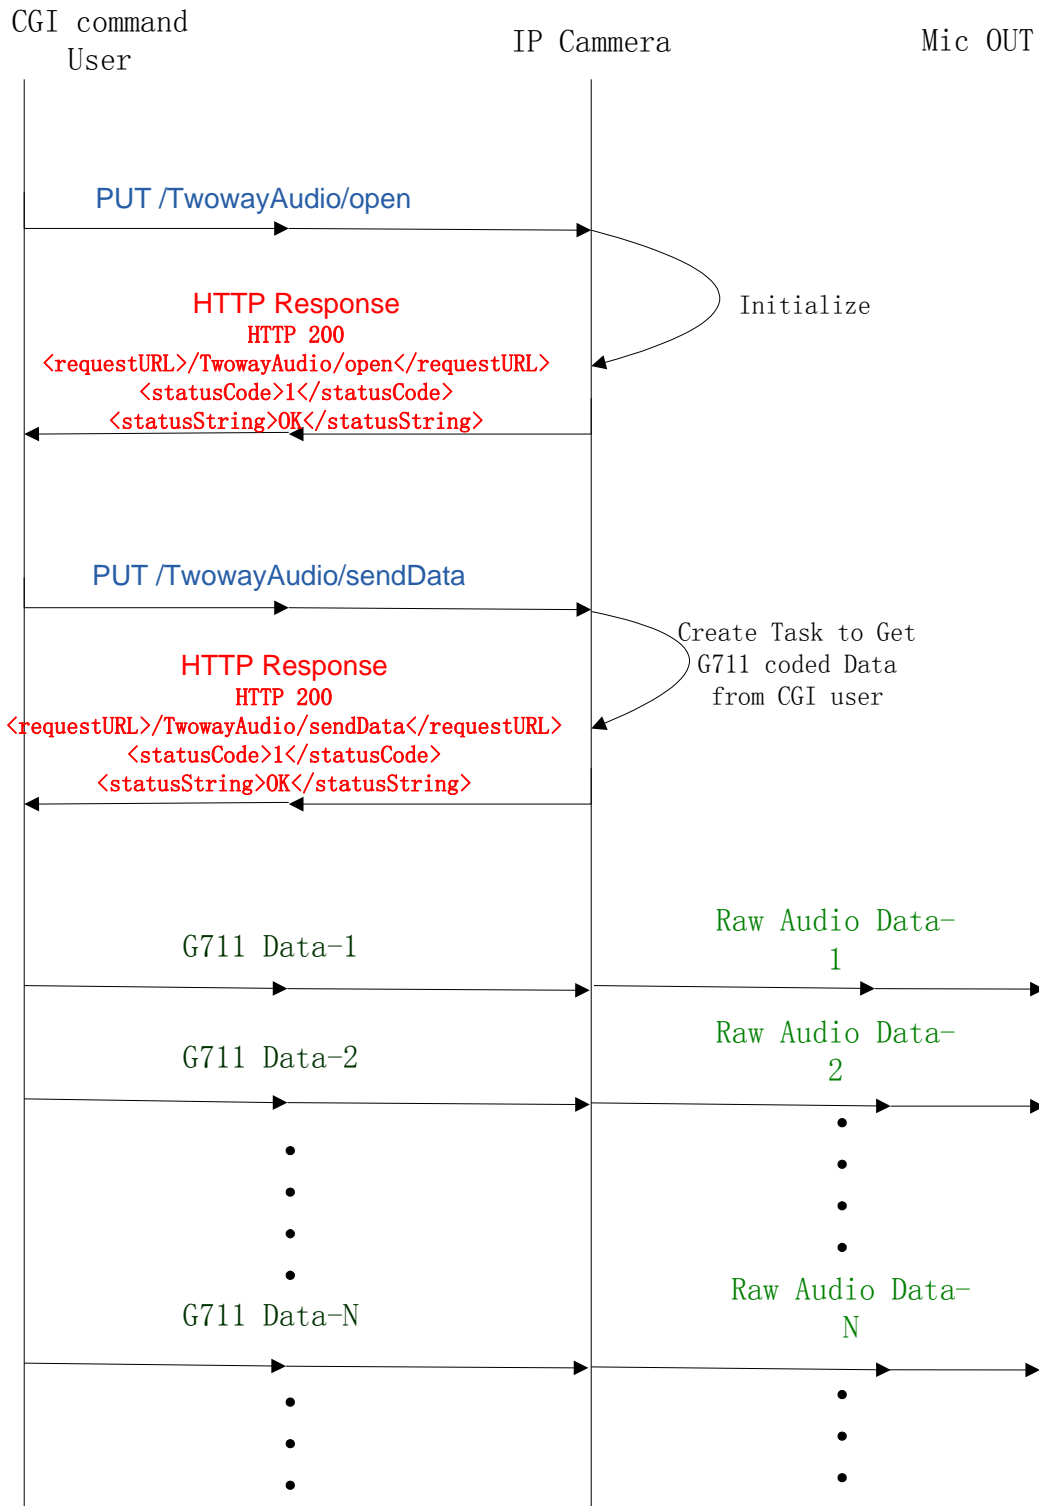 CGI command
User
IP Cammera
Mic OUT
PUT /TwowayAudio/open
Initialize
HTTP Response
HTTP 200
<requestURL>/TwowayAudio/open</requestURL>
<statusCode>1</statusCode>
<statusString>OK</statusString>
PUT /TwowayAudio/sendData
Create Task to Get
G711 coded Data
from CGI user
HTTP Response
HTTP 200
<requestURL>/TwowayAudio/sendData</requestURL>
<statusCode>1</statusCode>
<statusString>OK</statusString>
G711 Data-1
Raw Audio Data-
1
G711 Data-2
Raw Audio Data-
2
G711 Data-N
Raw Audio Data-
N